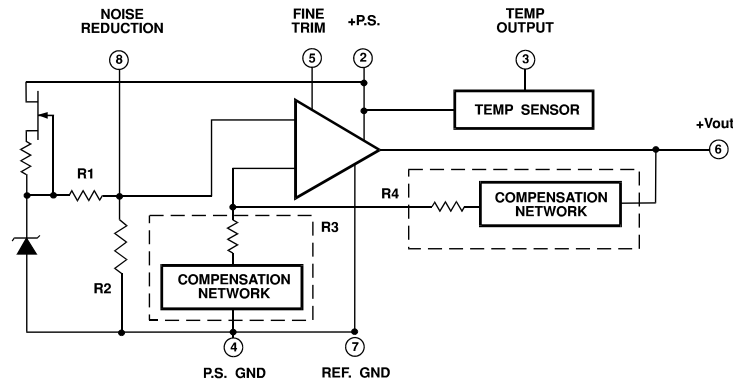 NOISE
REDUCTION
FINE
TRIM
+P.S.
TEMP
OUTPUT
8
5
2
3
TEMP SENSOR
+Vout
6
R1
R4
COMPENSATION
NETWORK
R3
R2
COMPENSATION
NETWORK
4
7
P.S. GND
REF. GND